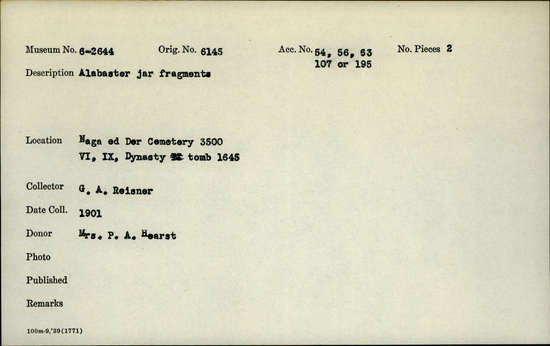 Museum No. 6-2644 Orig. No. 6145 Acc. No. 54, 56, 63 No. Pieces 2
107 or 195
Description Alabaster jar fragments
Location Naga ed Der Cemetery 3500
VI, IX, Dynasty tomb 1645
Collector G. A. Reisner
Date Coll. 1901
Donor Mrs. P. A. Hearst
Photo
Published
Remarks
100m-9,'39(1771)